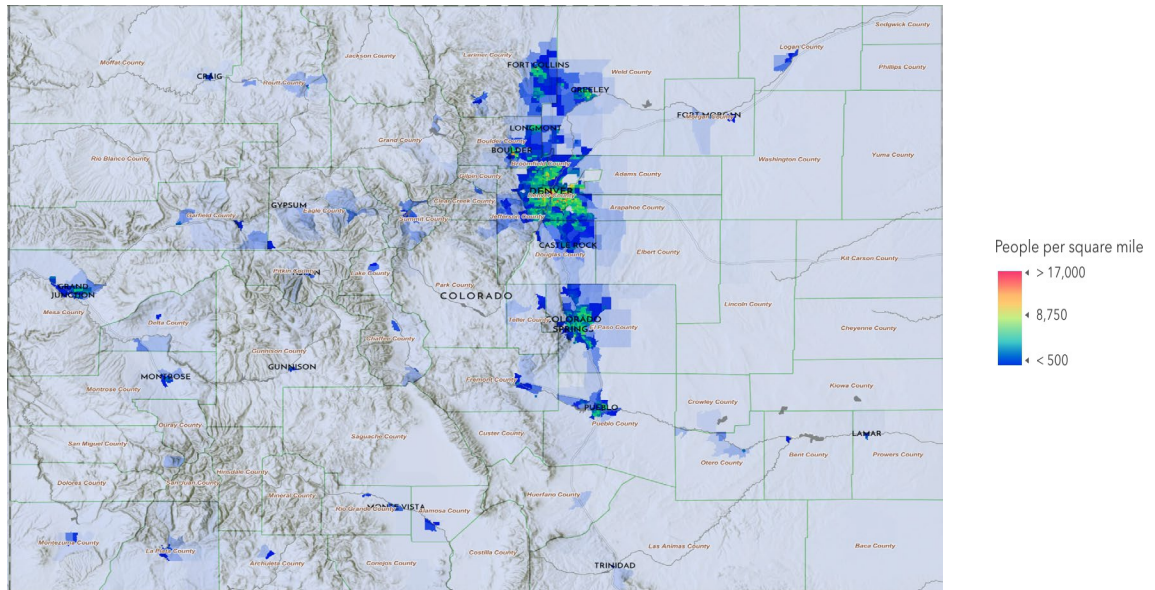 Sedgwick County
Logan County
Moffat County
Jackson County
Larimer County
FORT COLLINS
Weld County
Phillips County
CRAIG
Routt County
GREELEY
FORT MORGAN
LONGMONT
Grand County
Boulder County
BOULDER
Rio Blanco County
Broomfield County
Washington County
Yuma County
Gilpin County
Adams County
DENVER
GYPSUM
Eagle County
Clear Creek County
Arapahoe County
Garfield County
Summit County
Jefferson County
CASTLE ROCK
Douglas County
Elbert County
Kit Carson County
Pitkin County
Lake County
Park County
GRAND
JUNCTION
COLORADO
Lincoln County
Mesa County
Delta County
Teller County
COLORADO
SPRINGS
El Paso County
Cheyenne County
Chaffee County
Gunnison County
GUNNISON
MONTROSE
Montrose County
Fremont County
Kiowa County
Crowley County
PUEBLO
Pueblo County
Ouray County
Saguache County
Custer County
LAMAR
San Miguel County
Otero County
Bent County
Prowers County
Hinsdale County
Dolores County
San Juan County
Mineral County
Huerfano County
MONTE VISTA
Rio Grande County
Alamosa County
Montezuma County
La Plata County
Archuleta County
Conejos County
Costilla County
Las Animas County
Baca County
TRINIDAD
People per square mile
> 17,000
8,750
< 500